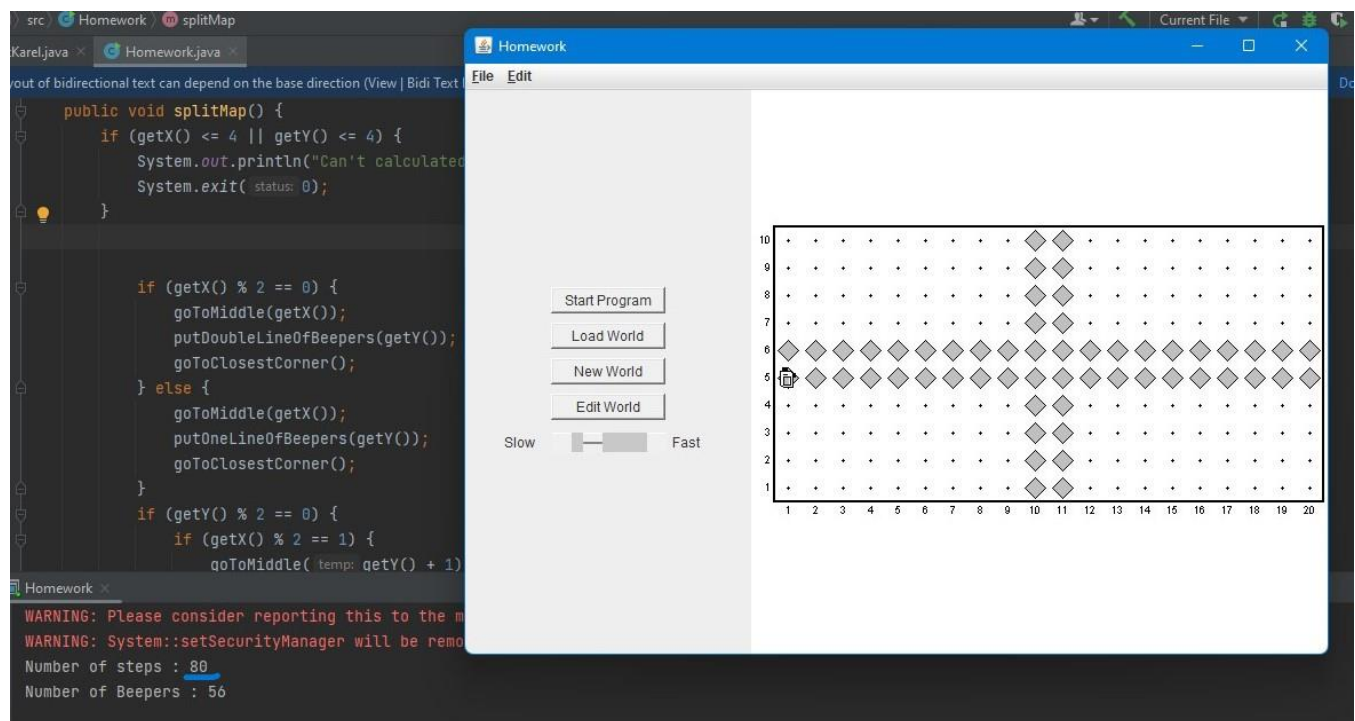 src Homework splitMap
Current File
Karel.java Homework.java
yout of bidirectional text can depend on the base direction (View | Bidi Text
public void splitMap() {
if (getX() <= 4 || getY() <= 4) {
System.out.println("Can't calculated
System.exit( status: 0);
}
if (getX() % 2 == 0) {
goToMiddle(getX());
putDoubleLineOfBeepers(getY());
goToClosestCorner();
} else {
goToMiddle(getX());
putOneLineOfBeepers(getY());
goToClosestCorner();
}
if (getY() % 2 == 0) {
if (getX() % 2 == 1) {
goToMiddle( temp: getY() + 1)
Homework
WARNING: Please consider reporting this to the m
WARNING: System::setSecurityManager will be remo
Number of steps : 80
Number of Beepers : 56
Homework
File Edit
Start Program
Load World
New World
Edit World
Slow Fast
10
9
8
7
6
5
4
3
2
1
1 2 3 4 5 6 7 8 9 10 11 12 13 14 15 16 17 18 19 20